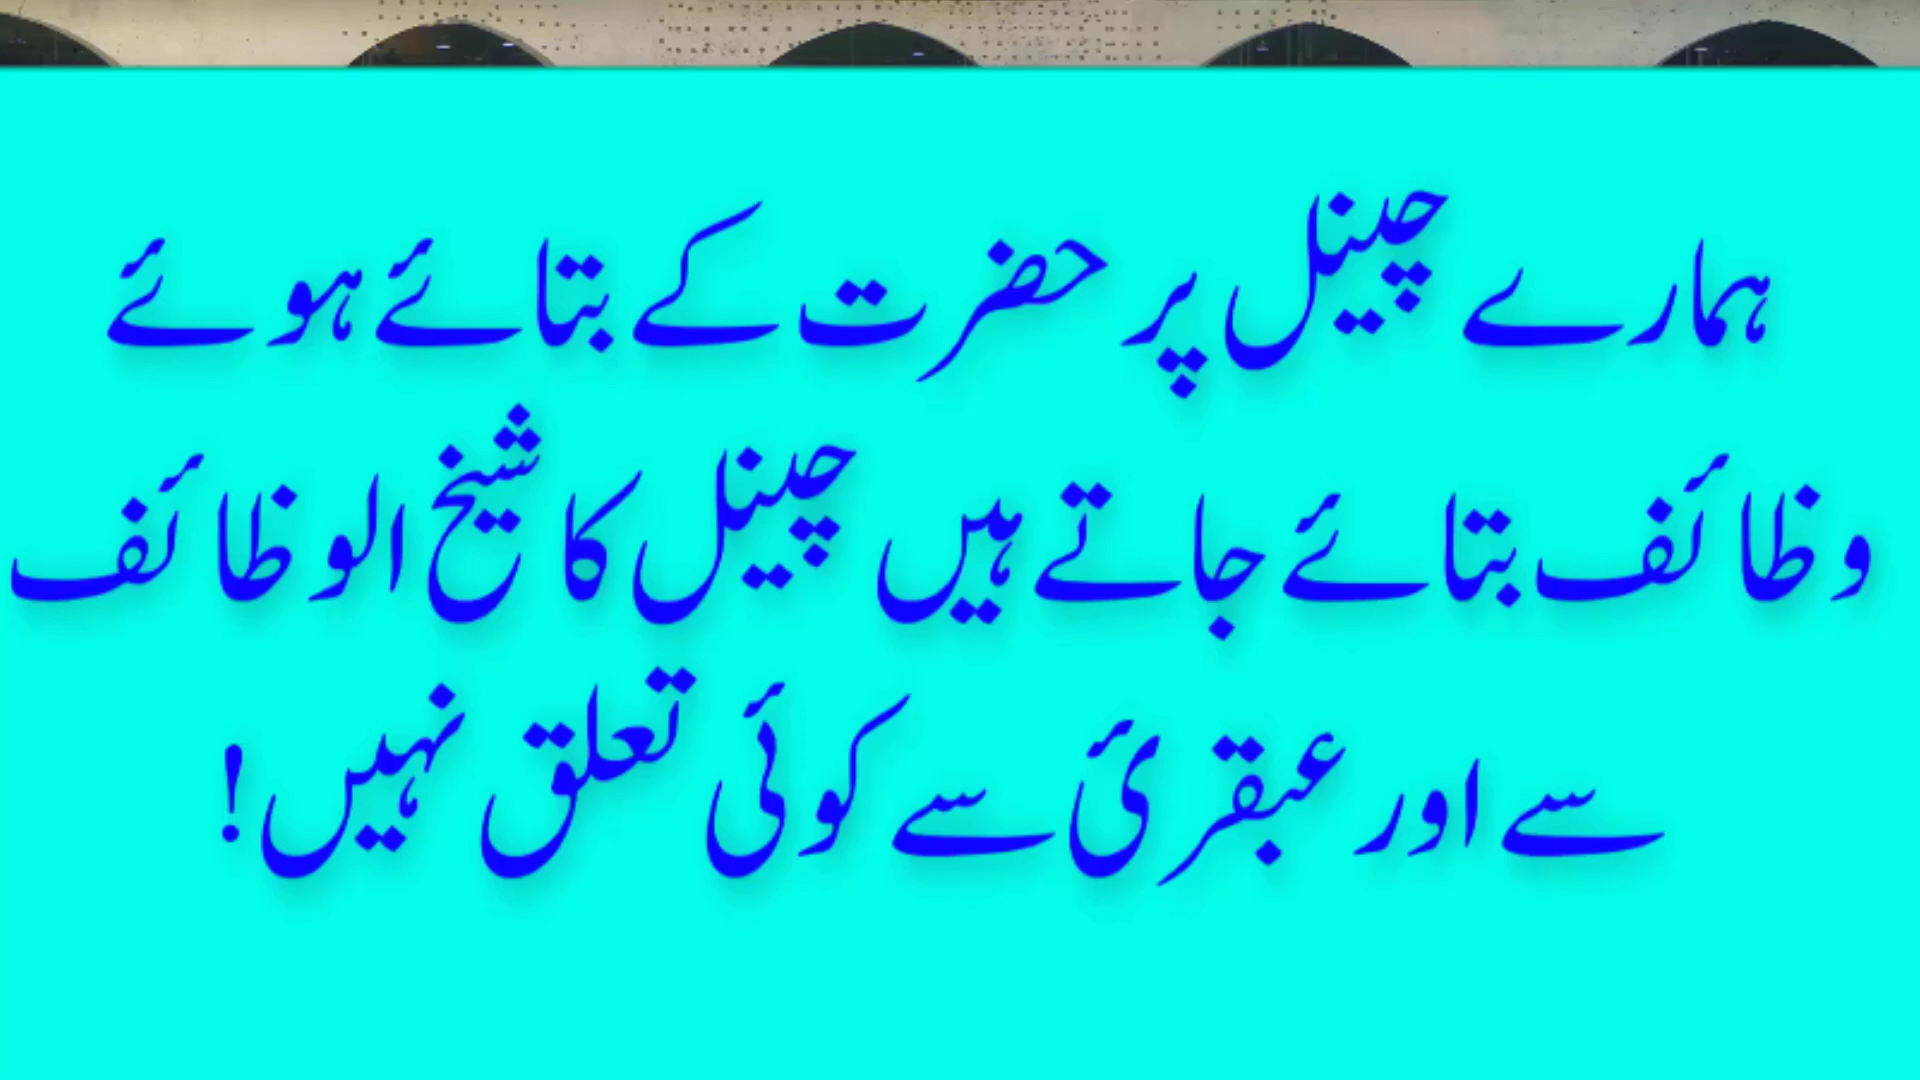 ہمارے چینل پر حضرت کے بتائے ہوئے
وظائف بتائے جاتے ہیں چینل کا شیخ الوظائف
سے اور عبقرئ سے کوئی تعلق نہیں!